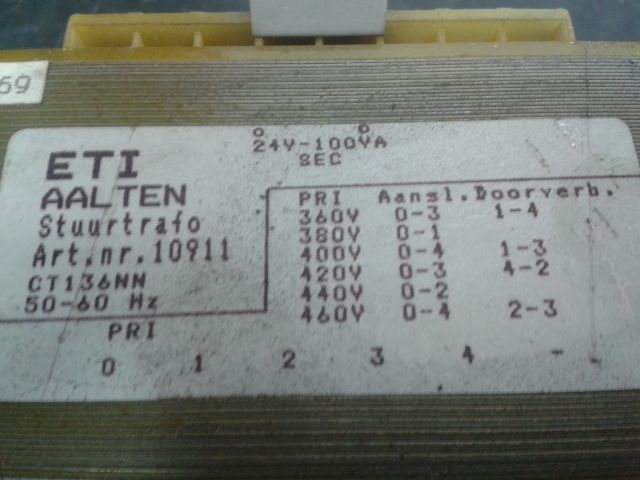 69
24V-100VA
SEC
ETI
AALTEN
Stuurtrafo
Art.nr.10911
CT136NN
50-60 Hz
PRI Aansl. Doorverb.
360V 0-3 1-4
380V 0-1
400V 0-4 1-3
420V 0-3 4-2
440V 0-2
460V 0-4 2-3
PRI
0 1 2 3 4 -